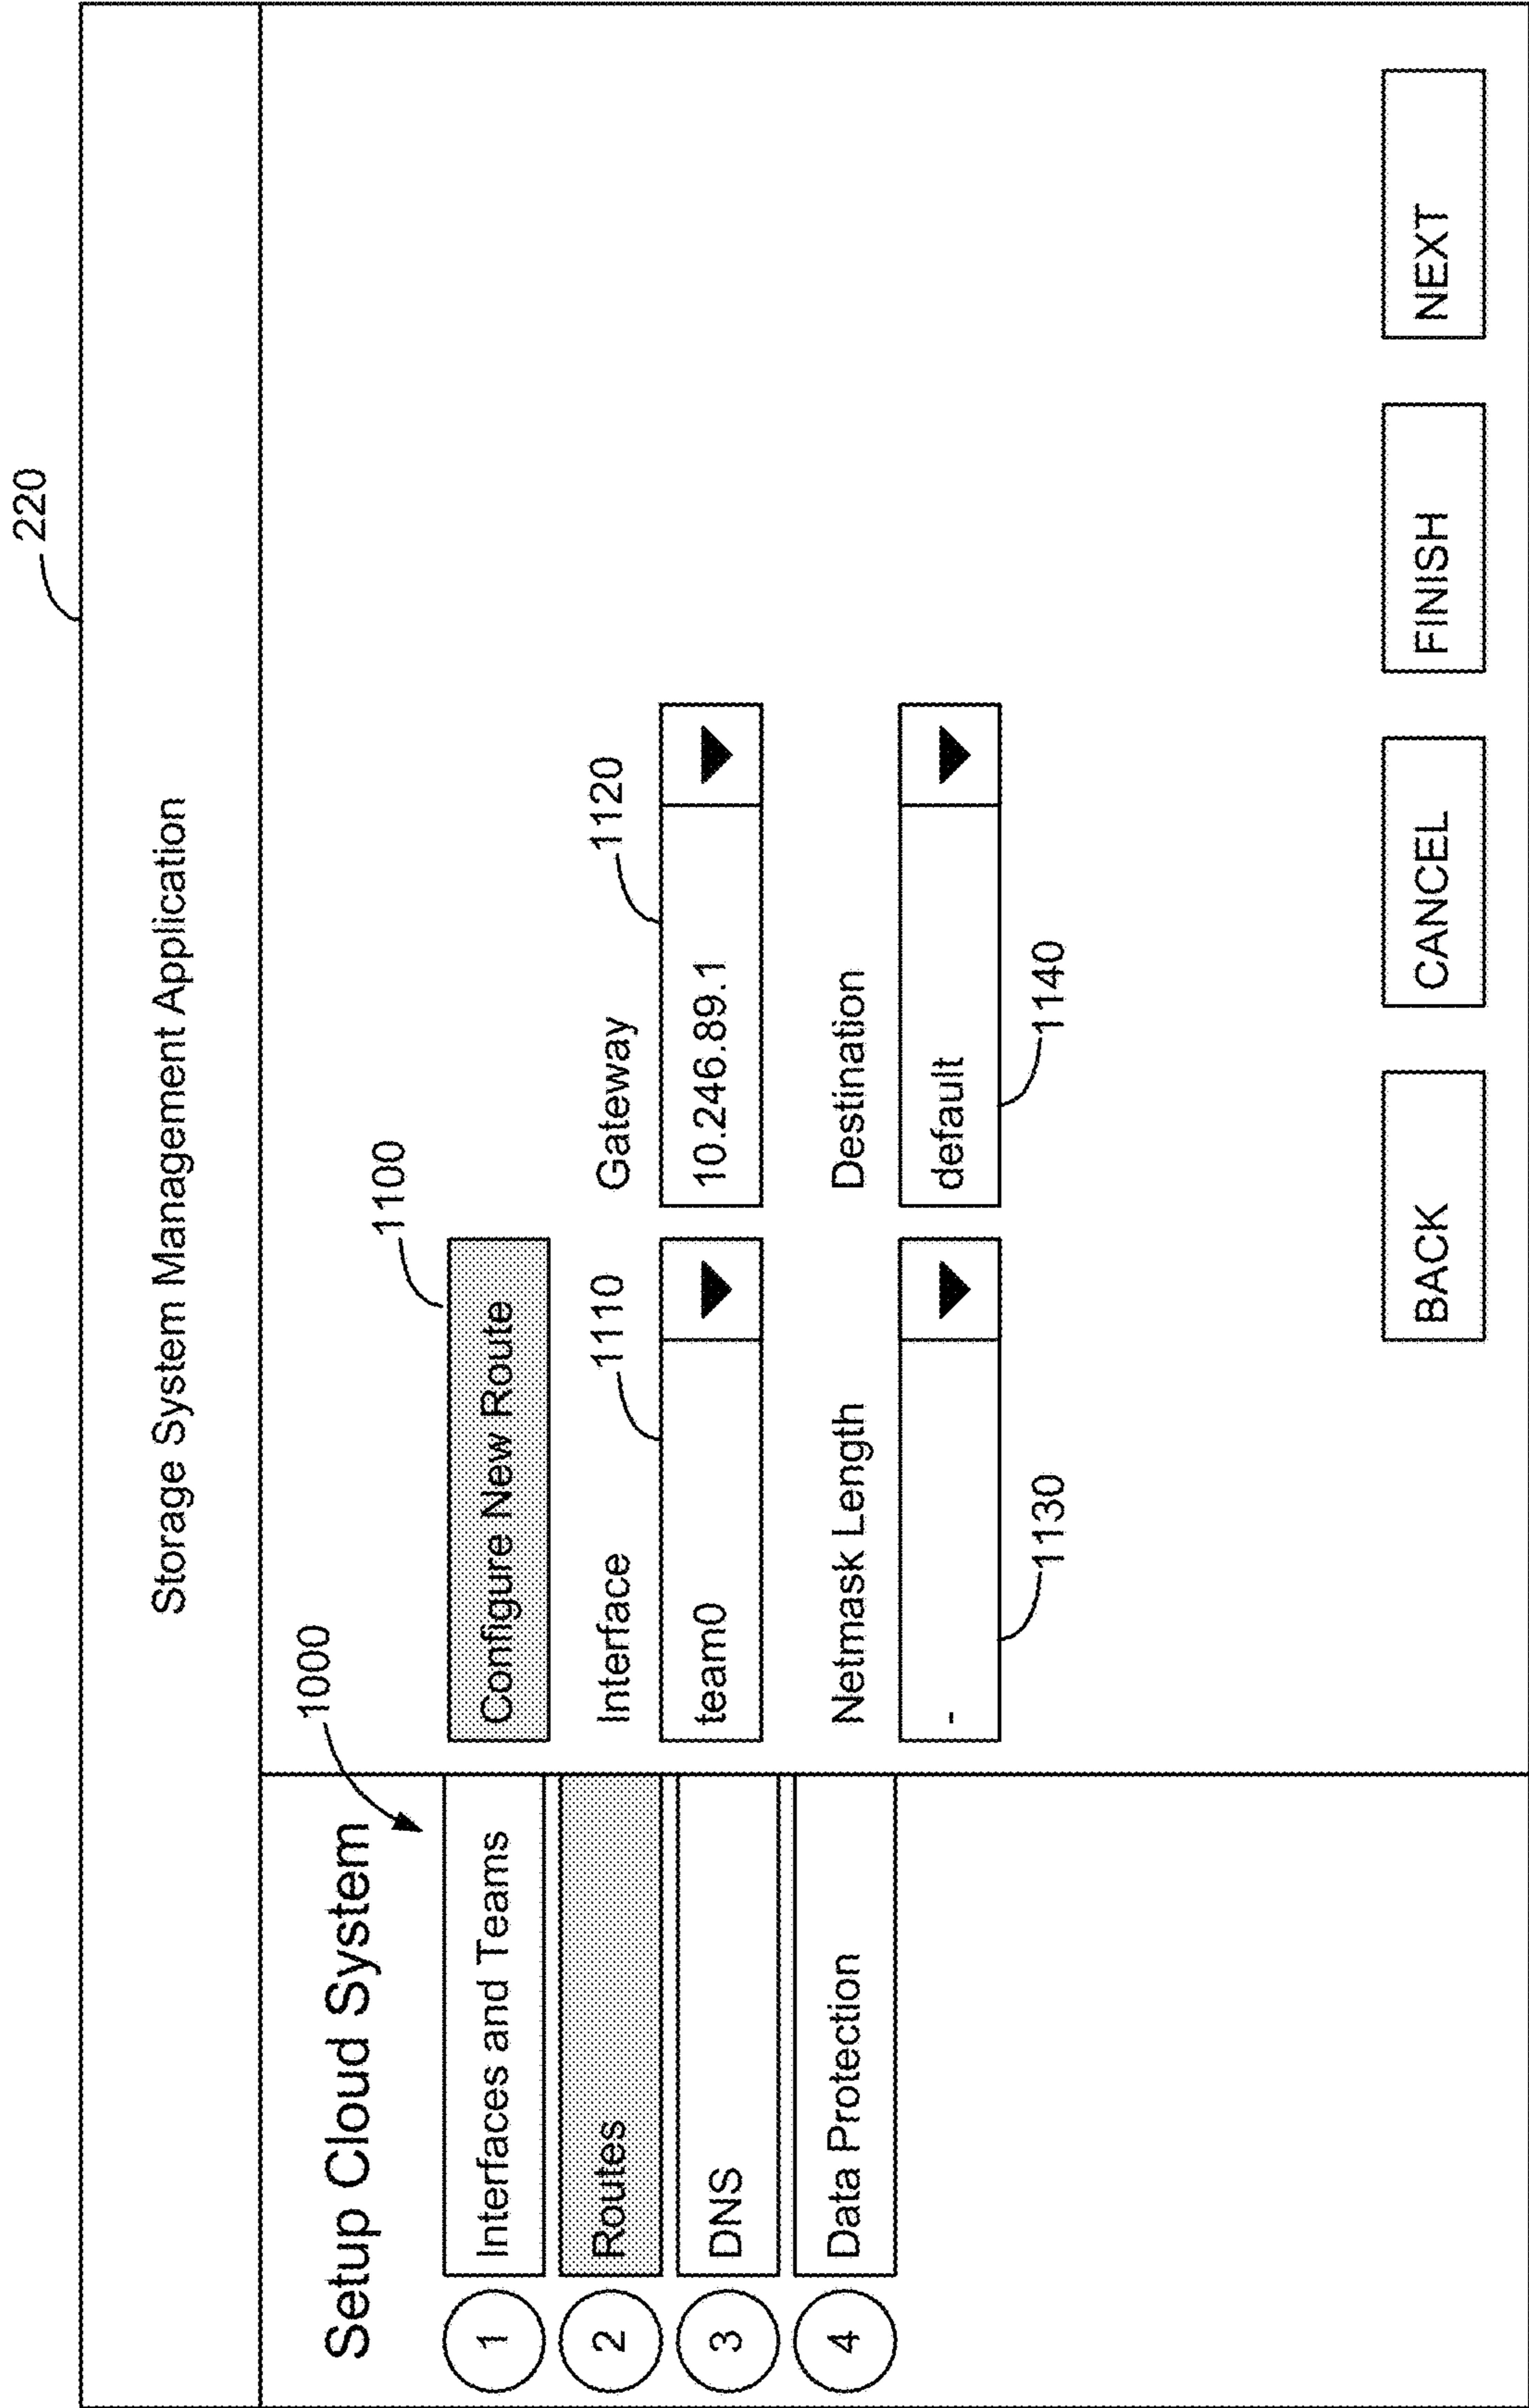 220
Storage System Management Application
Setup Cloud System
1000
1 Interfaces and Teams
2 Routes
3 DNS
4 Data Protection
Configure New Route
1100
Interface
1110
team0
Gateway
1120
10.246.89.1
Netmask Length
-
1130
Destination
default
1140
BACK CANCEL FINISH NEXT